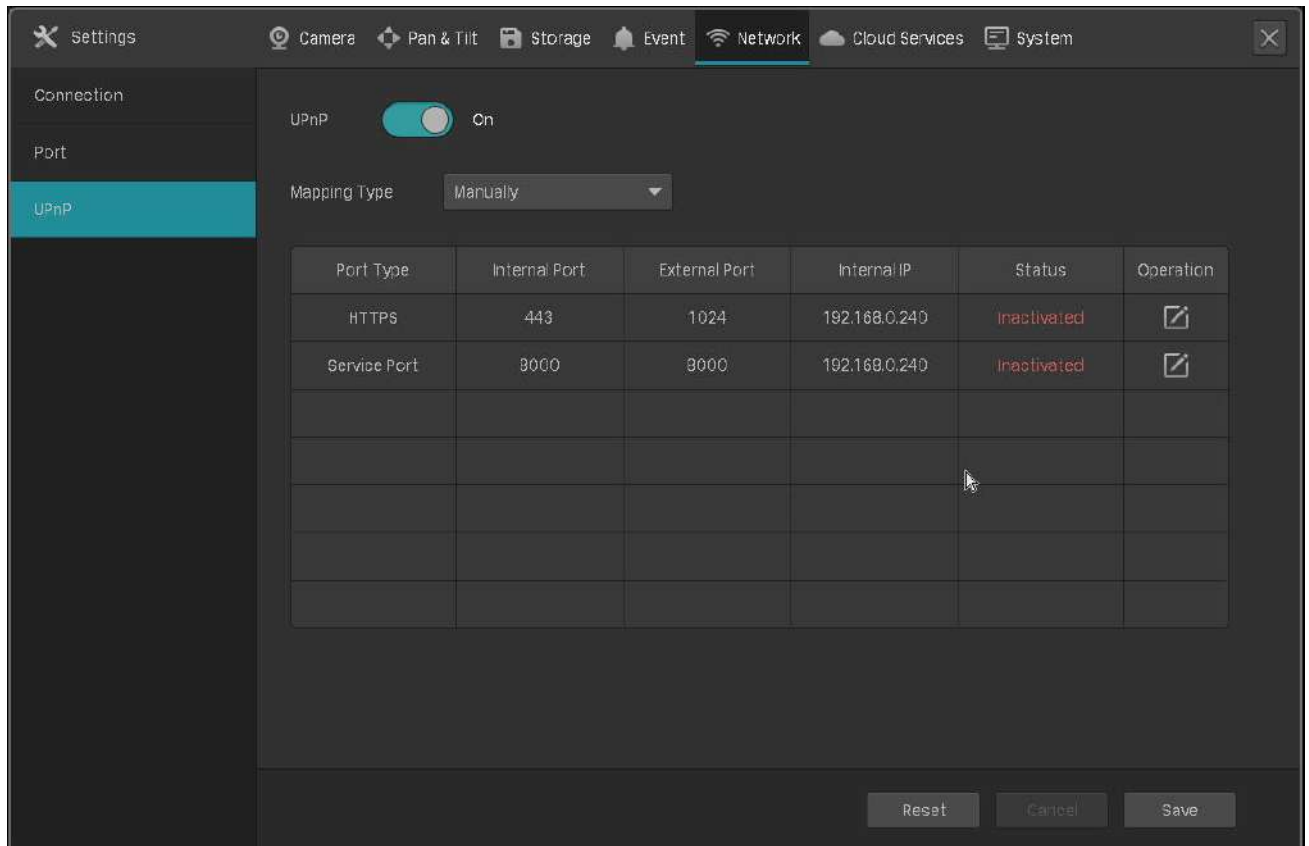 Settings Camera Pan & Tilt Storage Event Network Cloud Services System
Connection
Port
UPnP
UPnP On
Mapping Type Manually
Port Type Internal Port External Port Internal IP Status Operation
HTTPS 443 1024 192.168.0.240 Inactivated
Service Port 8000 8000 192.168.0.240 Inactivated
Reset Cancel Save